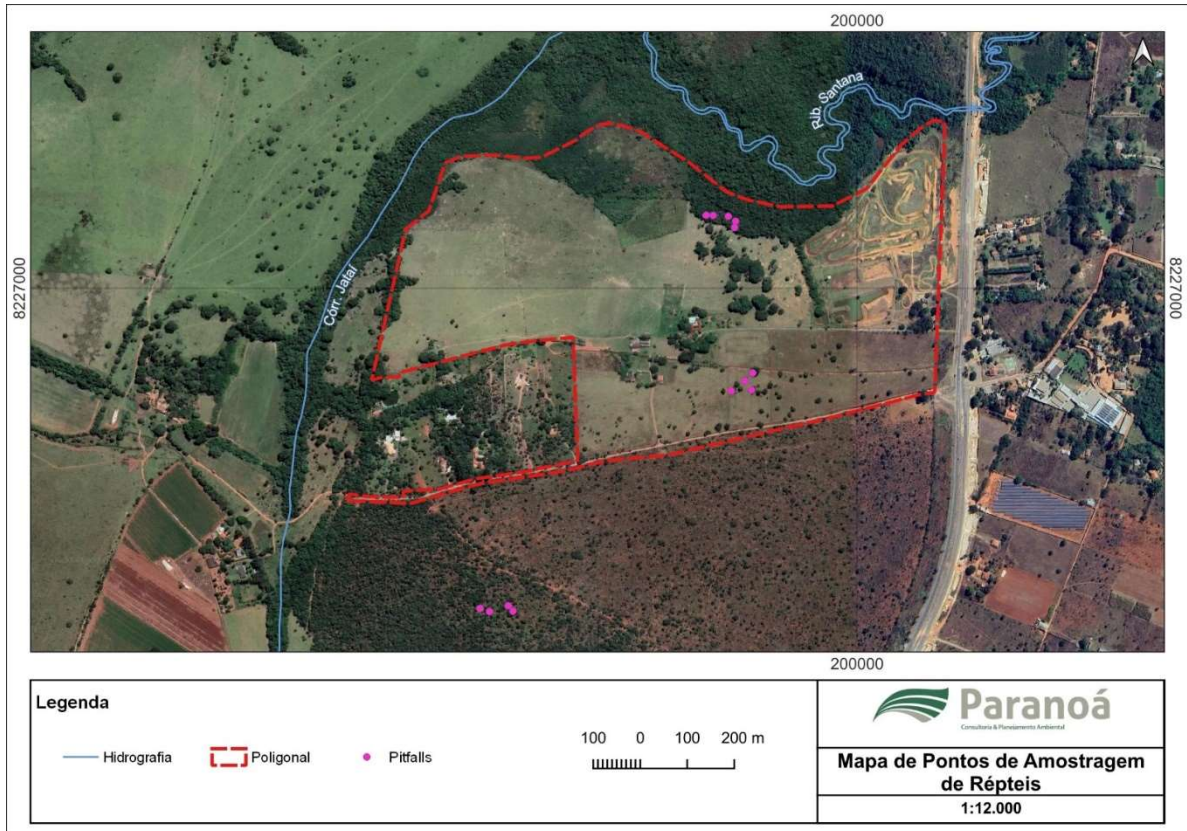 200000
8227000
8227000
Rib. Santana
Córr. Jataí
200000
Legenda
Hidrografia
Poligonal
Pitfalls
100 0 100 200 m
Paranoá
Consultoria & Planejamento Ambiental
Mapa de Pontos de Amostragem
de Répteis
1:12.000